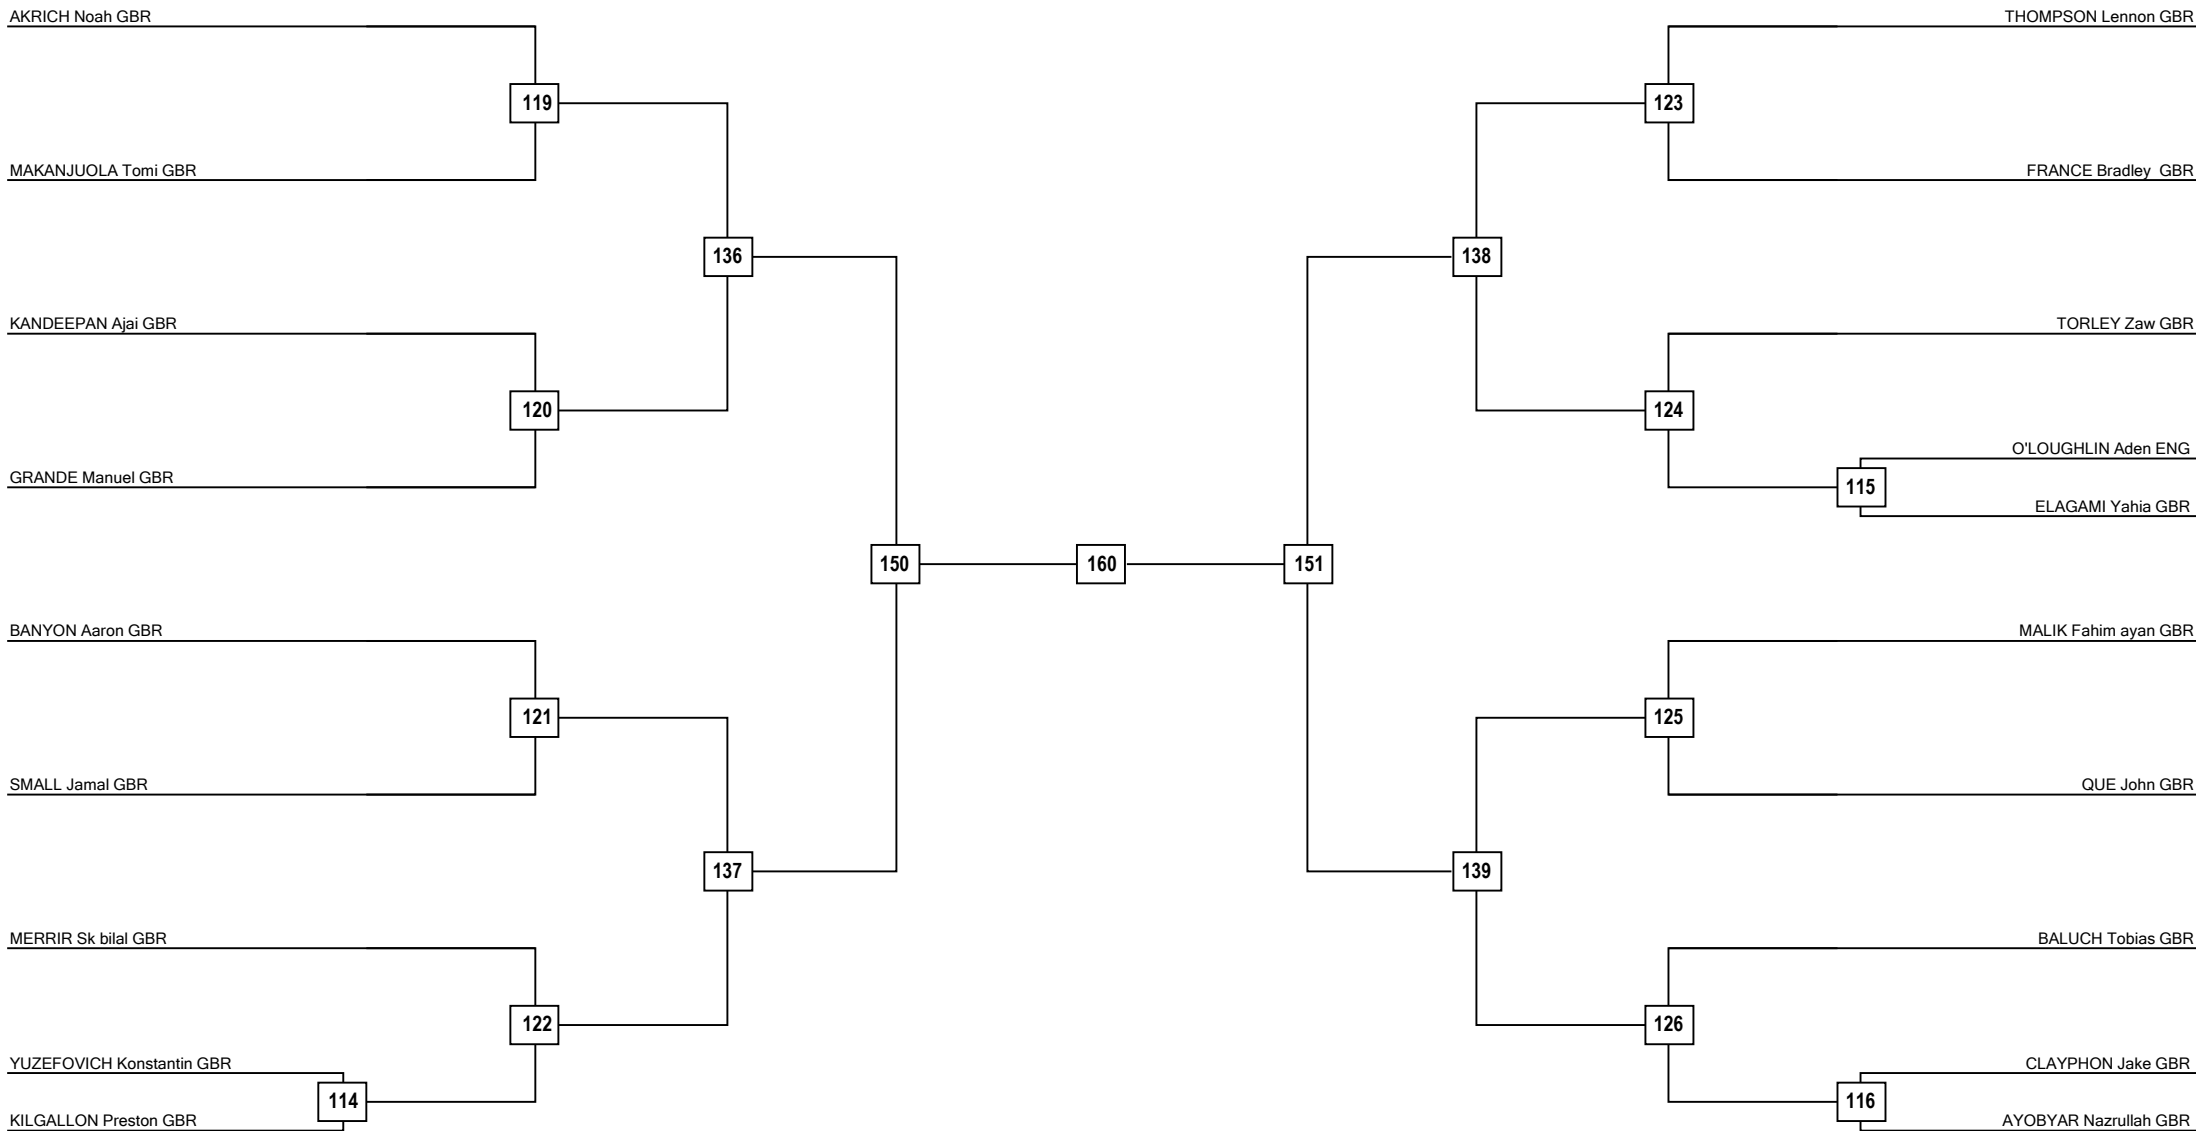 AKRICH Noah GBR
THOMPSON Lennon GBR
119
123
MAKANJUOLA Tomi GBR
FRANCE Bradley  GBR
136
138
KANDEEPAN Ajai GBR
TORLEY Zaw GBR
120
124
O'LOUGHLIN Aden ENG
GRANDE Manuel GBR
115
ELAGAMI Yahia GBR
150
160
151
BANYON Aaron GBR
MALIK Fahim ayan GBR
121
125
SMALL Jamal GBR
QUE John GBR
137
139
MERRIR Sk bilal GBR
BALUCH Tobias GBR
122
126
YUZEFOVICH Konstantin GBR
CLAYPHON Jake GBR
114
116
KILGALLON Preston GBR
AYOBYAR Nazrullah GBR